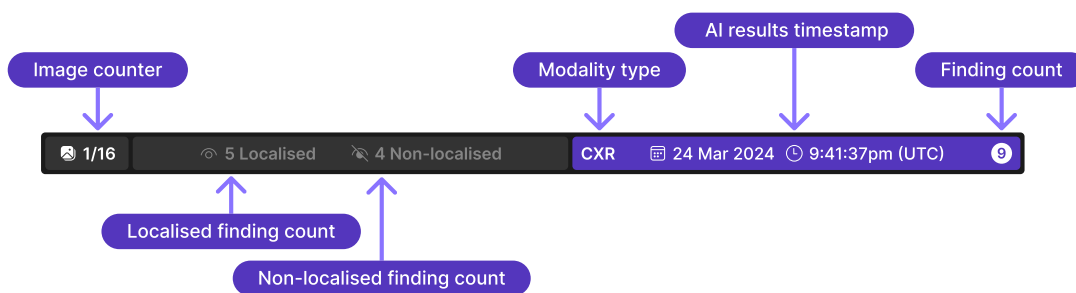 AI results timestamp
Image counter
Modality type
Finding count
1/16
5 Localised
4 Non-localised
CXR
24 Mar 2024
9:41:37pm (UTC)
9
Localised finding count
Non-localised finding count